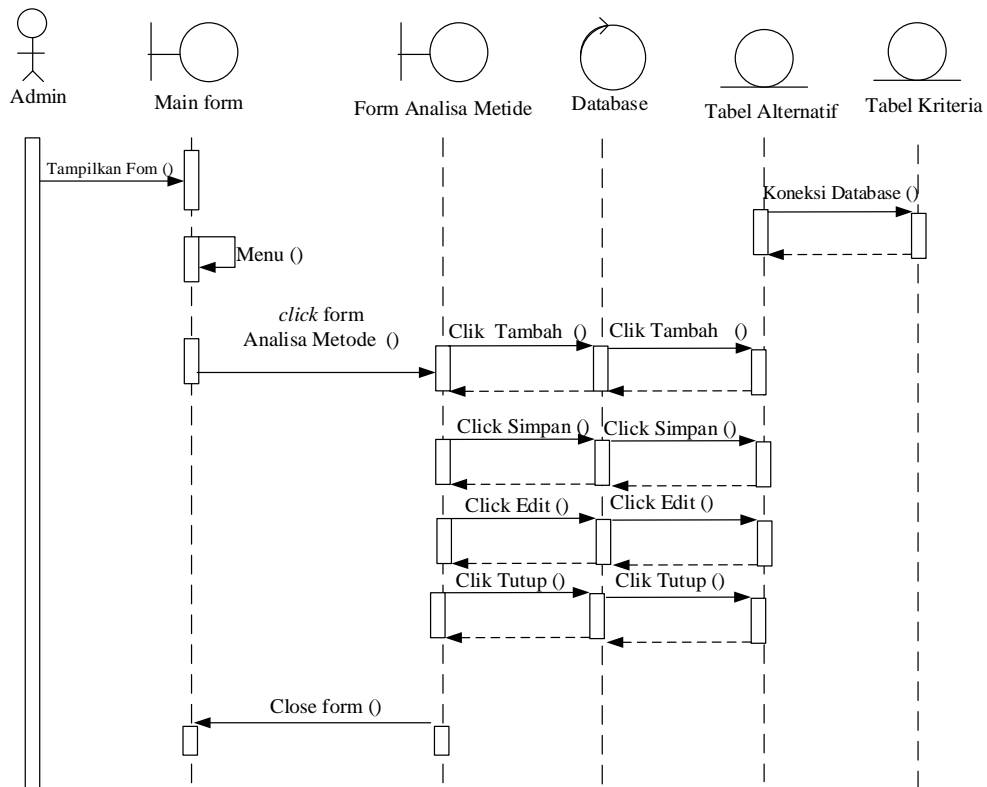 Admin
Main form
Form Analisa Metide
Database
Tabel Alternatif
Tabel Kriteria
Tampilkan Fom ()
Koneksi Database ()
Menu ()
click form
Analisa Metode ()
Clik Tambah ()
Clik Tambah ()
Click Simpan ()
Click Simpan ()
Click Edit ()
Click Edit ()
Clik Tutup ()
Clik Tutup ()
Close form ()